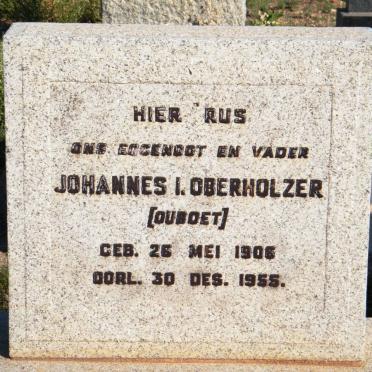 HIER RUS
ONS EGGENOOT EN VADER
JOHANNES I. OBERHOLZER
[OUBOET]
GEB. 26 MEI 1906
OORL. 30 DES. 1955.